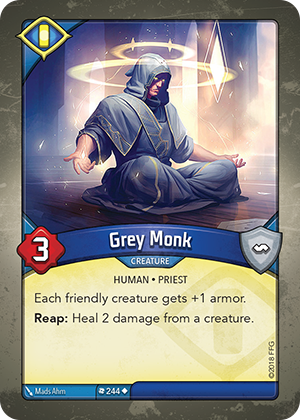 Grey Monk
3
CREATURE
HUMAN • PRIEST
Each friendly creature gets +1 armor.
Reap: Heal 2 damage from a creature.
©2018 FFG
Mads Ahm
244